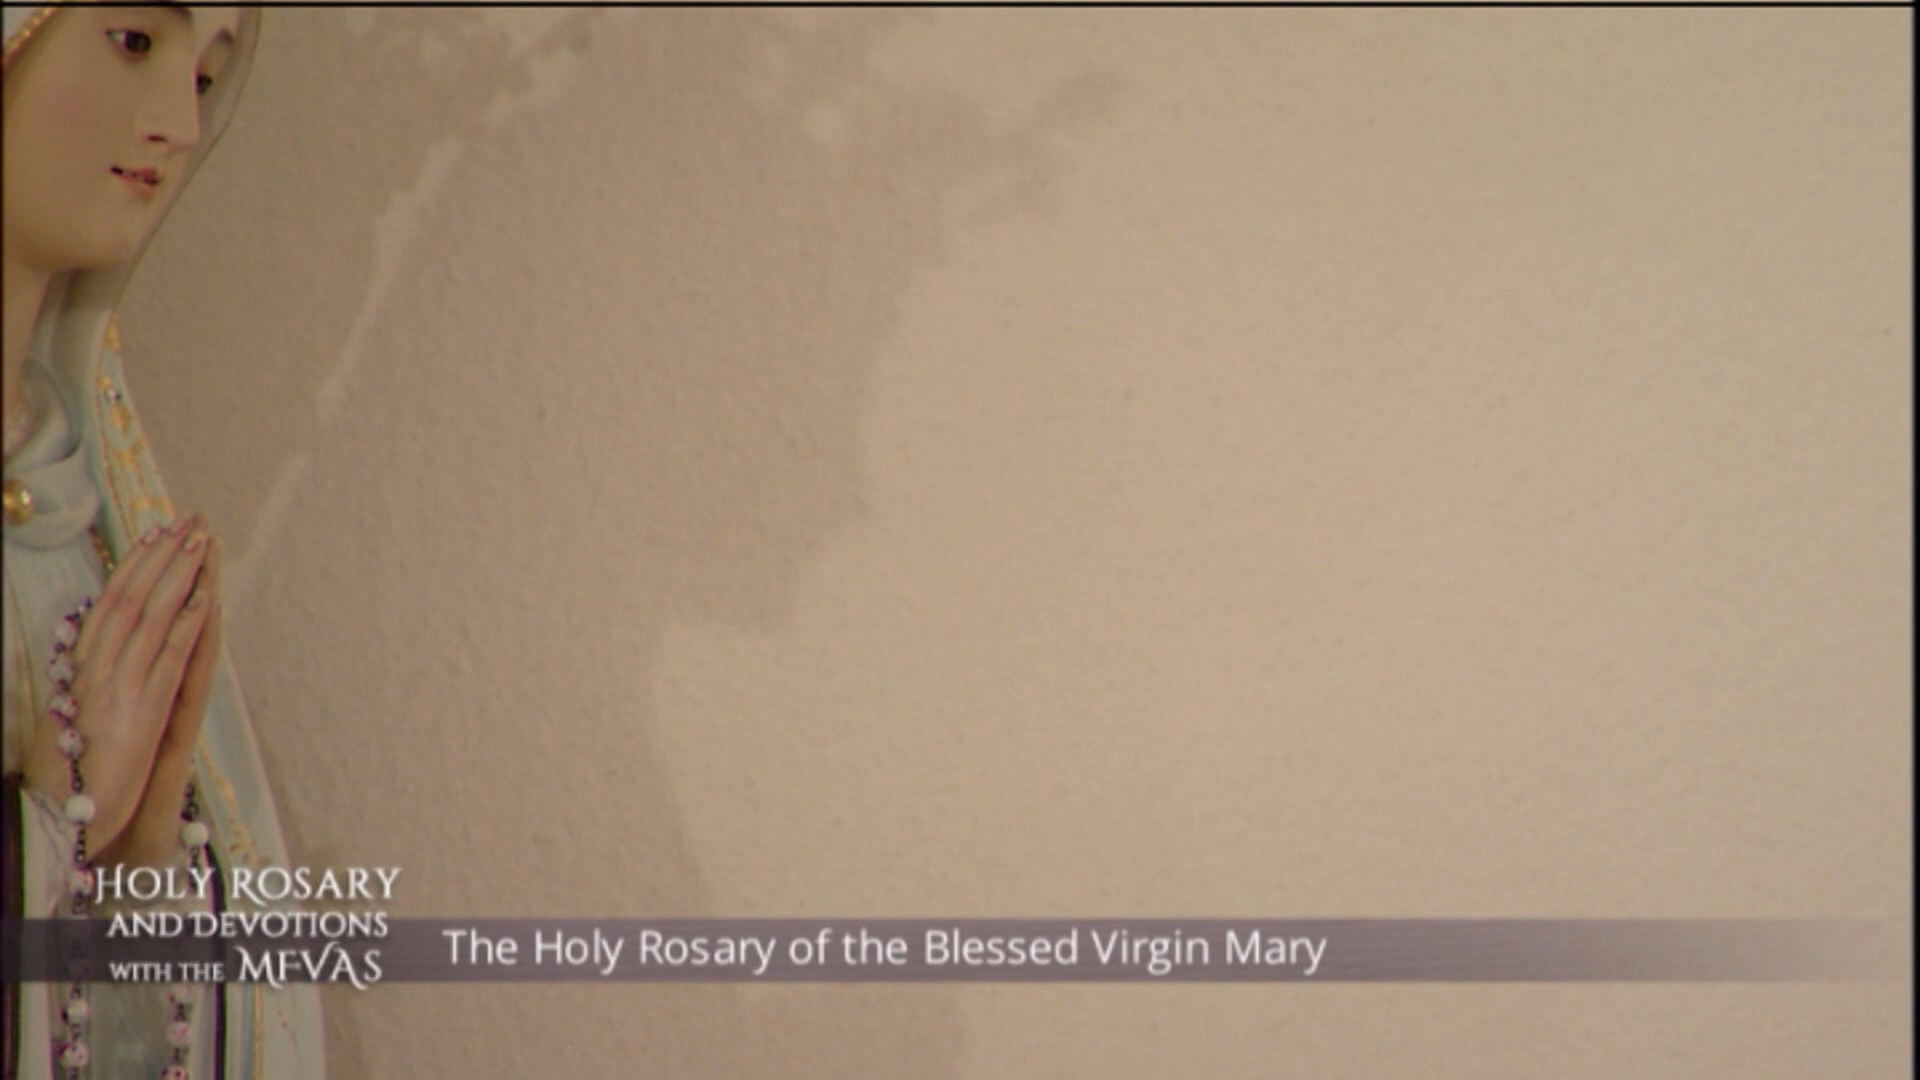 Holy Rosary
and Devotions
with the MFVAs
The Holy Rosary of the Blessed Virgin Mary